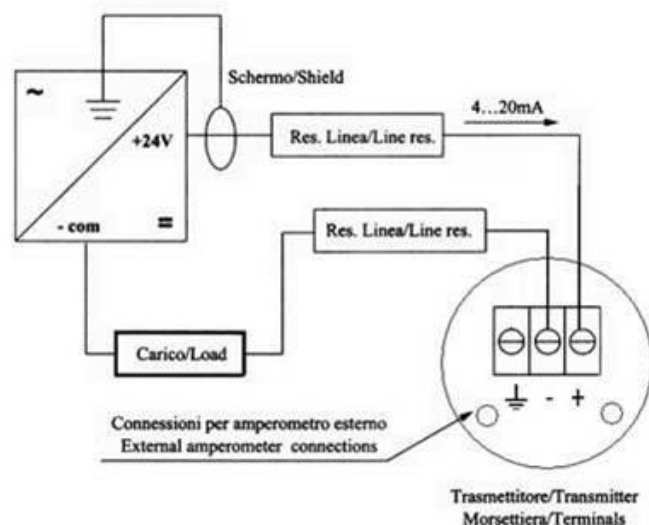 Schermo/Shield
4...20mA
~
+24V
Res. Linea/Line res.
- com
=
Res. Linea/Line res.
Carico/Load
- +
Connessioni per amperometro esterno
External amperometer connections
Trasmettitore/Transmitter
Morsettiera/Terminals